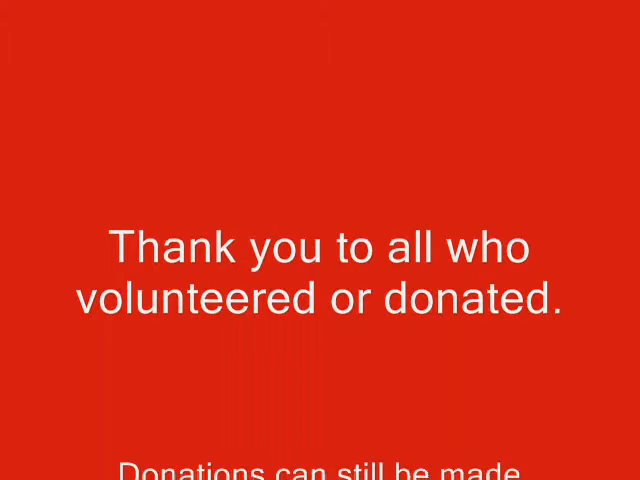 Thank you to all who
volunteered or donated.
Donations can still be made